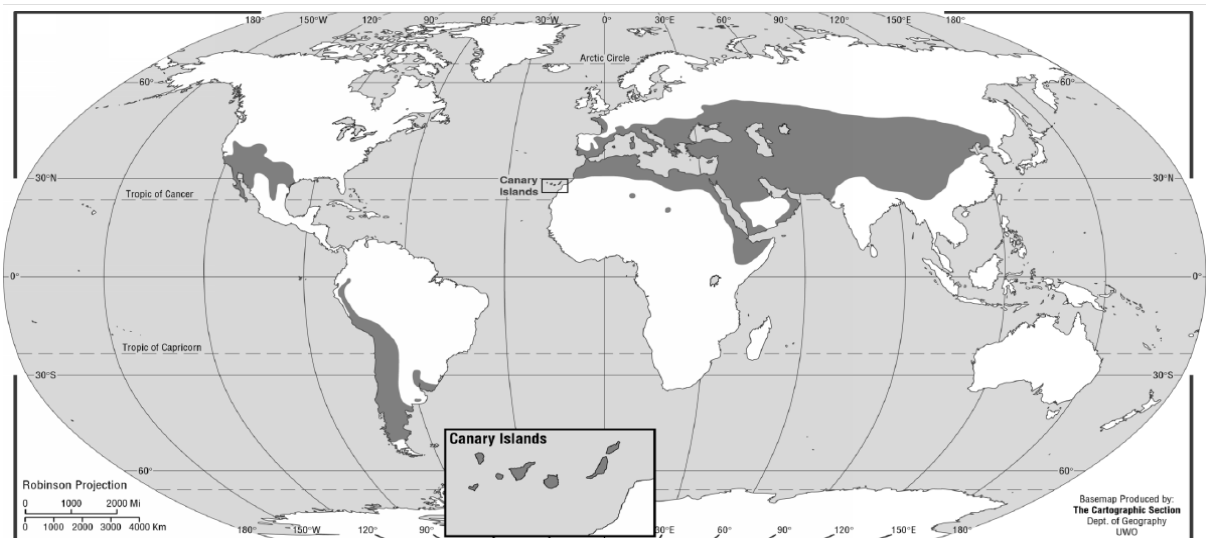 180° 150°W 120°W 90°W 60°W 30°W 0° 30°E 60°E 90°E 120°E 150°E 180°
Arctic Circle
60° 60°
Canary
Islands
30°N 30°N
Tropic of Cancer
0° 0°
Tropic of Capricorn
30°S 30°S
Canary Islands
60° 60°
Robinson Projection
0 1000 2000 Mi
0 1000 2000 3000 4000 Km
Basemap Produced by:
The Cartographic Section
Dept. of Geography
UWO
180° 150°W 120°W 90°W 30°E 60°E 90°E 120°E 150°E 180°